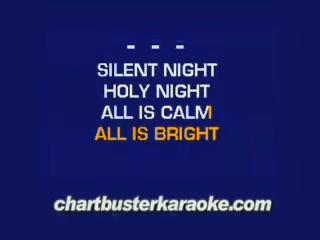 - - -
SILENT NIGHT
HOLY NIGHT
ALL IS CALM
ALL IS BRIGHT
chartbusterkaraoke.com